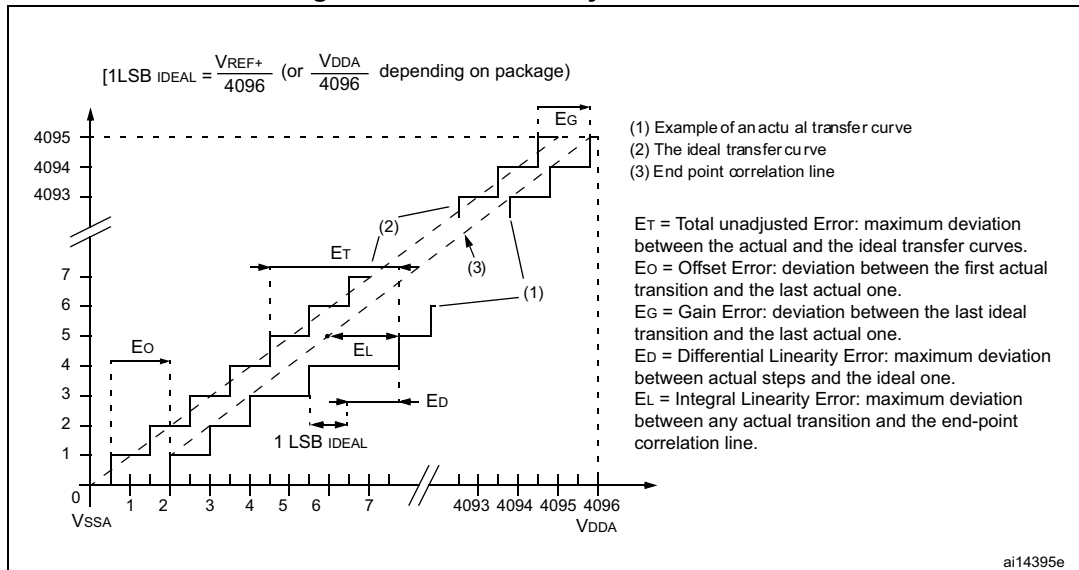 [1LSB IDEAL = VREF+ / 4096 (or VDDA / 4096 depending on package)
EG
4095
4094
4093
7
6
5
4
3
2
1
0
(2)
ET
(3)
(1)
EO
EL
ED
1 LSB IDEAL
1 2 3 4 5 6 7 4093 4094 4095 4096
VSSA
VDDA
(1) Example of an actu al transfer curve
(2) The ideal transfer curve
(3) End point correlation line
ET = Total unadjusted Error: maximum deviation
between the actual and the ideal transfer curves.
EO = Offset Error: deviation between the first actual
transition and the last actual one.
EG = Gain Error: deviation between the last ideal
transition and the last actual one.
ED = Differential Linearity Error: maximum deviation
between actual steps and the ideal one.
EL = Integral Linearity Error: maximum deviation
between any actual transition and the end-point
correlation line.
ai14395e